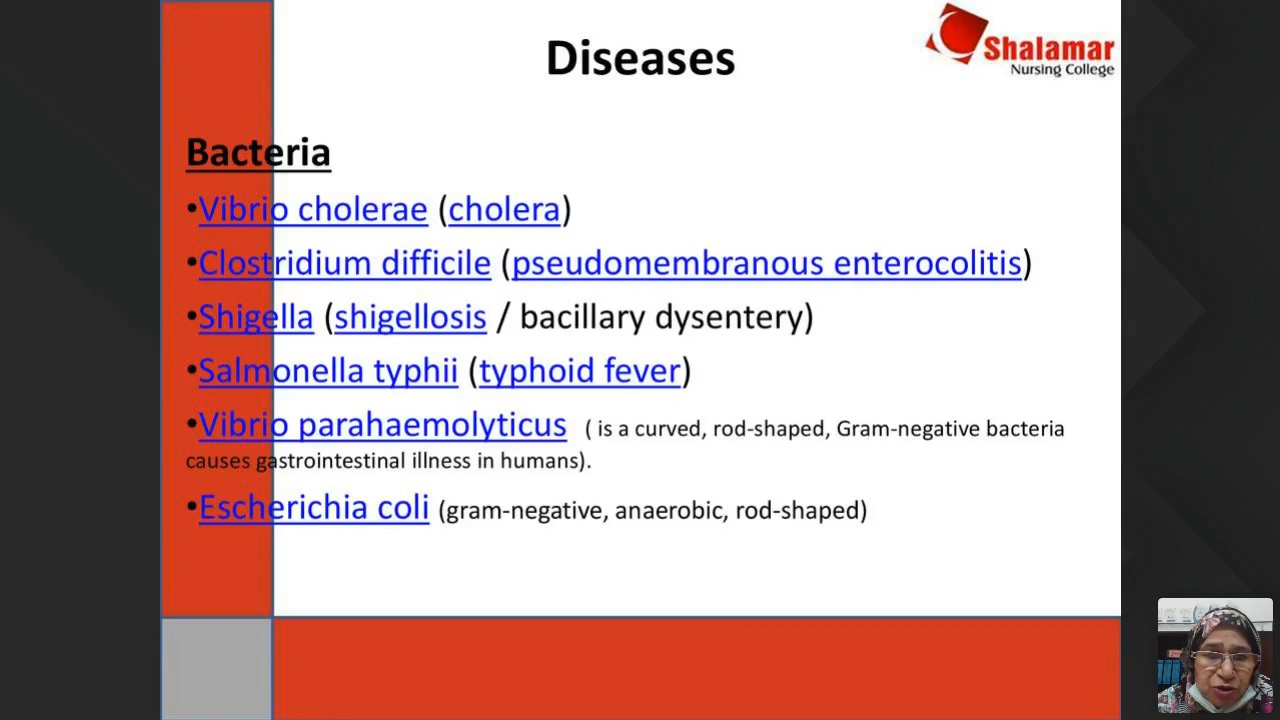 Diseases
Shalamar
Nursing College
Bacteria
•Vibrio cholerae (cholera)
•Clostridium difficile (pseudomembranous enterocolitis)
•Shigella (shigellosis / bacillary dysentery)
•Salmonella typhii (typhoid fever)
•Vibrio parahaemolyticus ( is a curved, rod-shaped, Gram-negative bacteria
causes gastrointestinal illness in humans).
•Escherichia coli (gram-negative, anaerobic, rod-shaped)